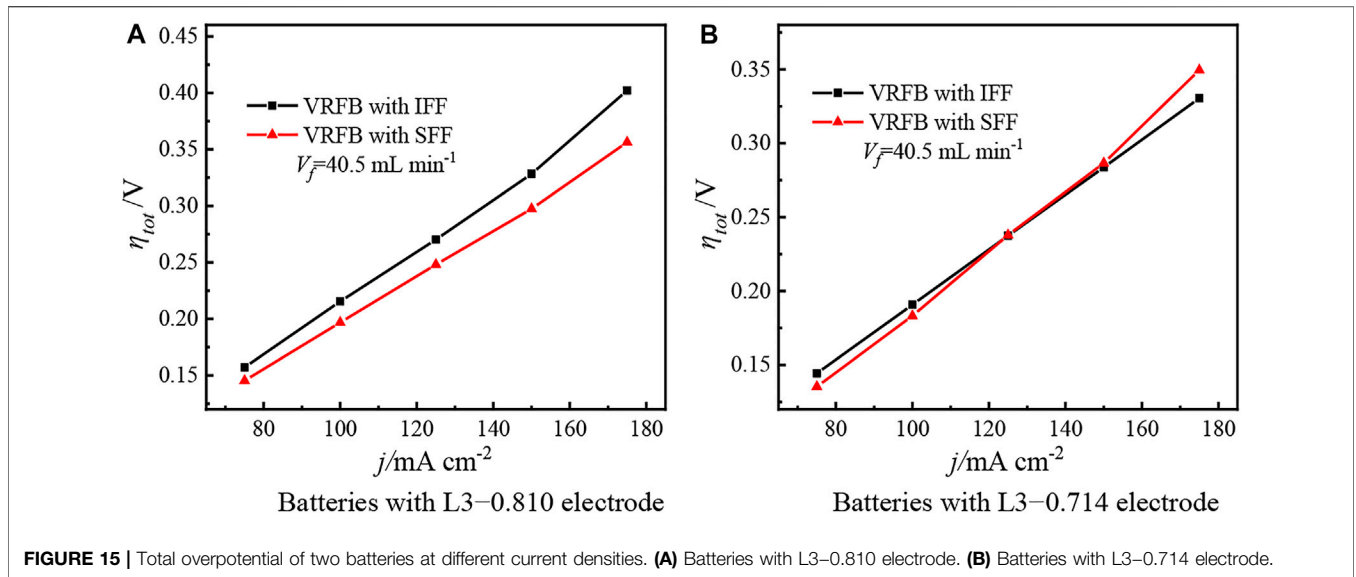 A
0.45
0.40
0.35
0.30
0.25
0.20
0.15
ηtot/V
VRFB with IFF
VRFB with SFF
Vf=40.5 mL min-1
80 100 120 140 160 180
j/mA cm-2
Batteries with L3−0.810 electrode
B
0.35
0.30
0.25
0.20
0.15
ηtot/V
VRFB with IFF
VRFB with SFF
Vf=40.5 mL min-1
80 100 120 140 160 180
j/mA cm-2
Batteries with L3−0.714 electrode
FIGURE 15 | Total overpotential of two batteries at different current densities. (A) Batteries with L3–0.810 electrode. (B) Batteries with L3–0.714 electrode.